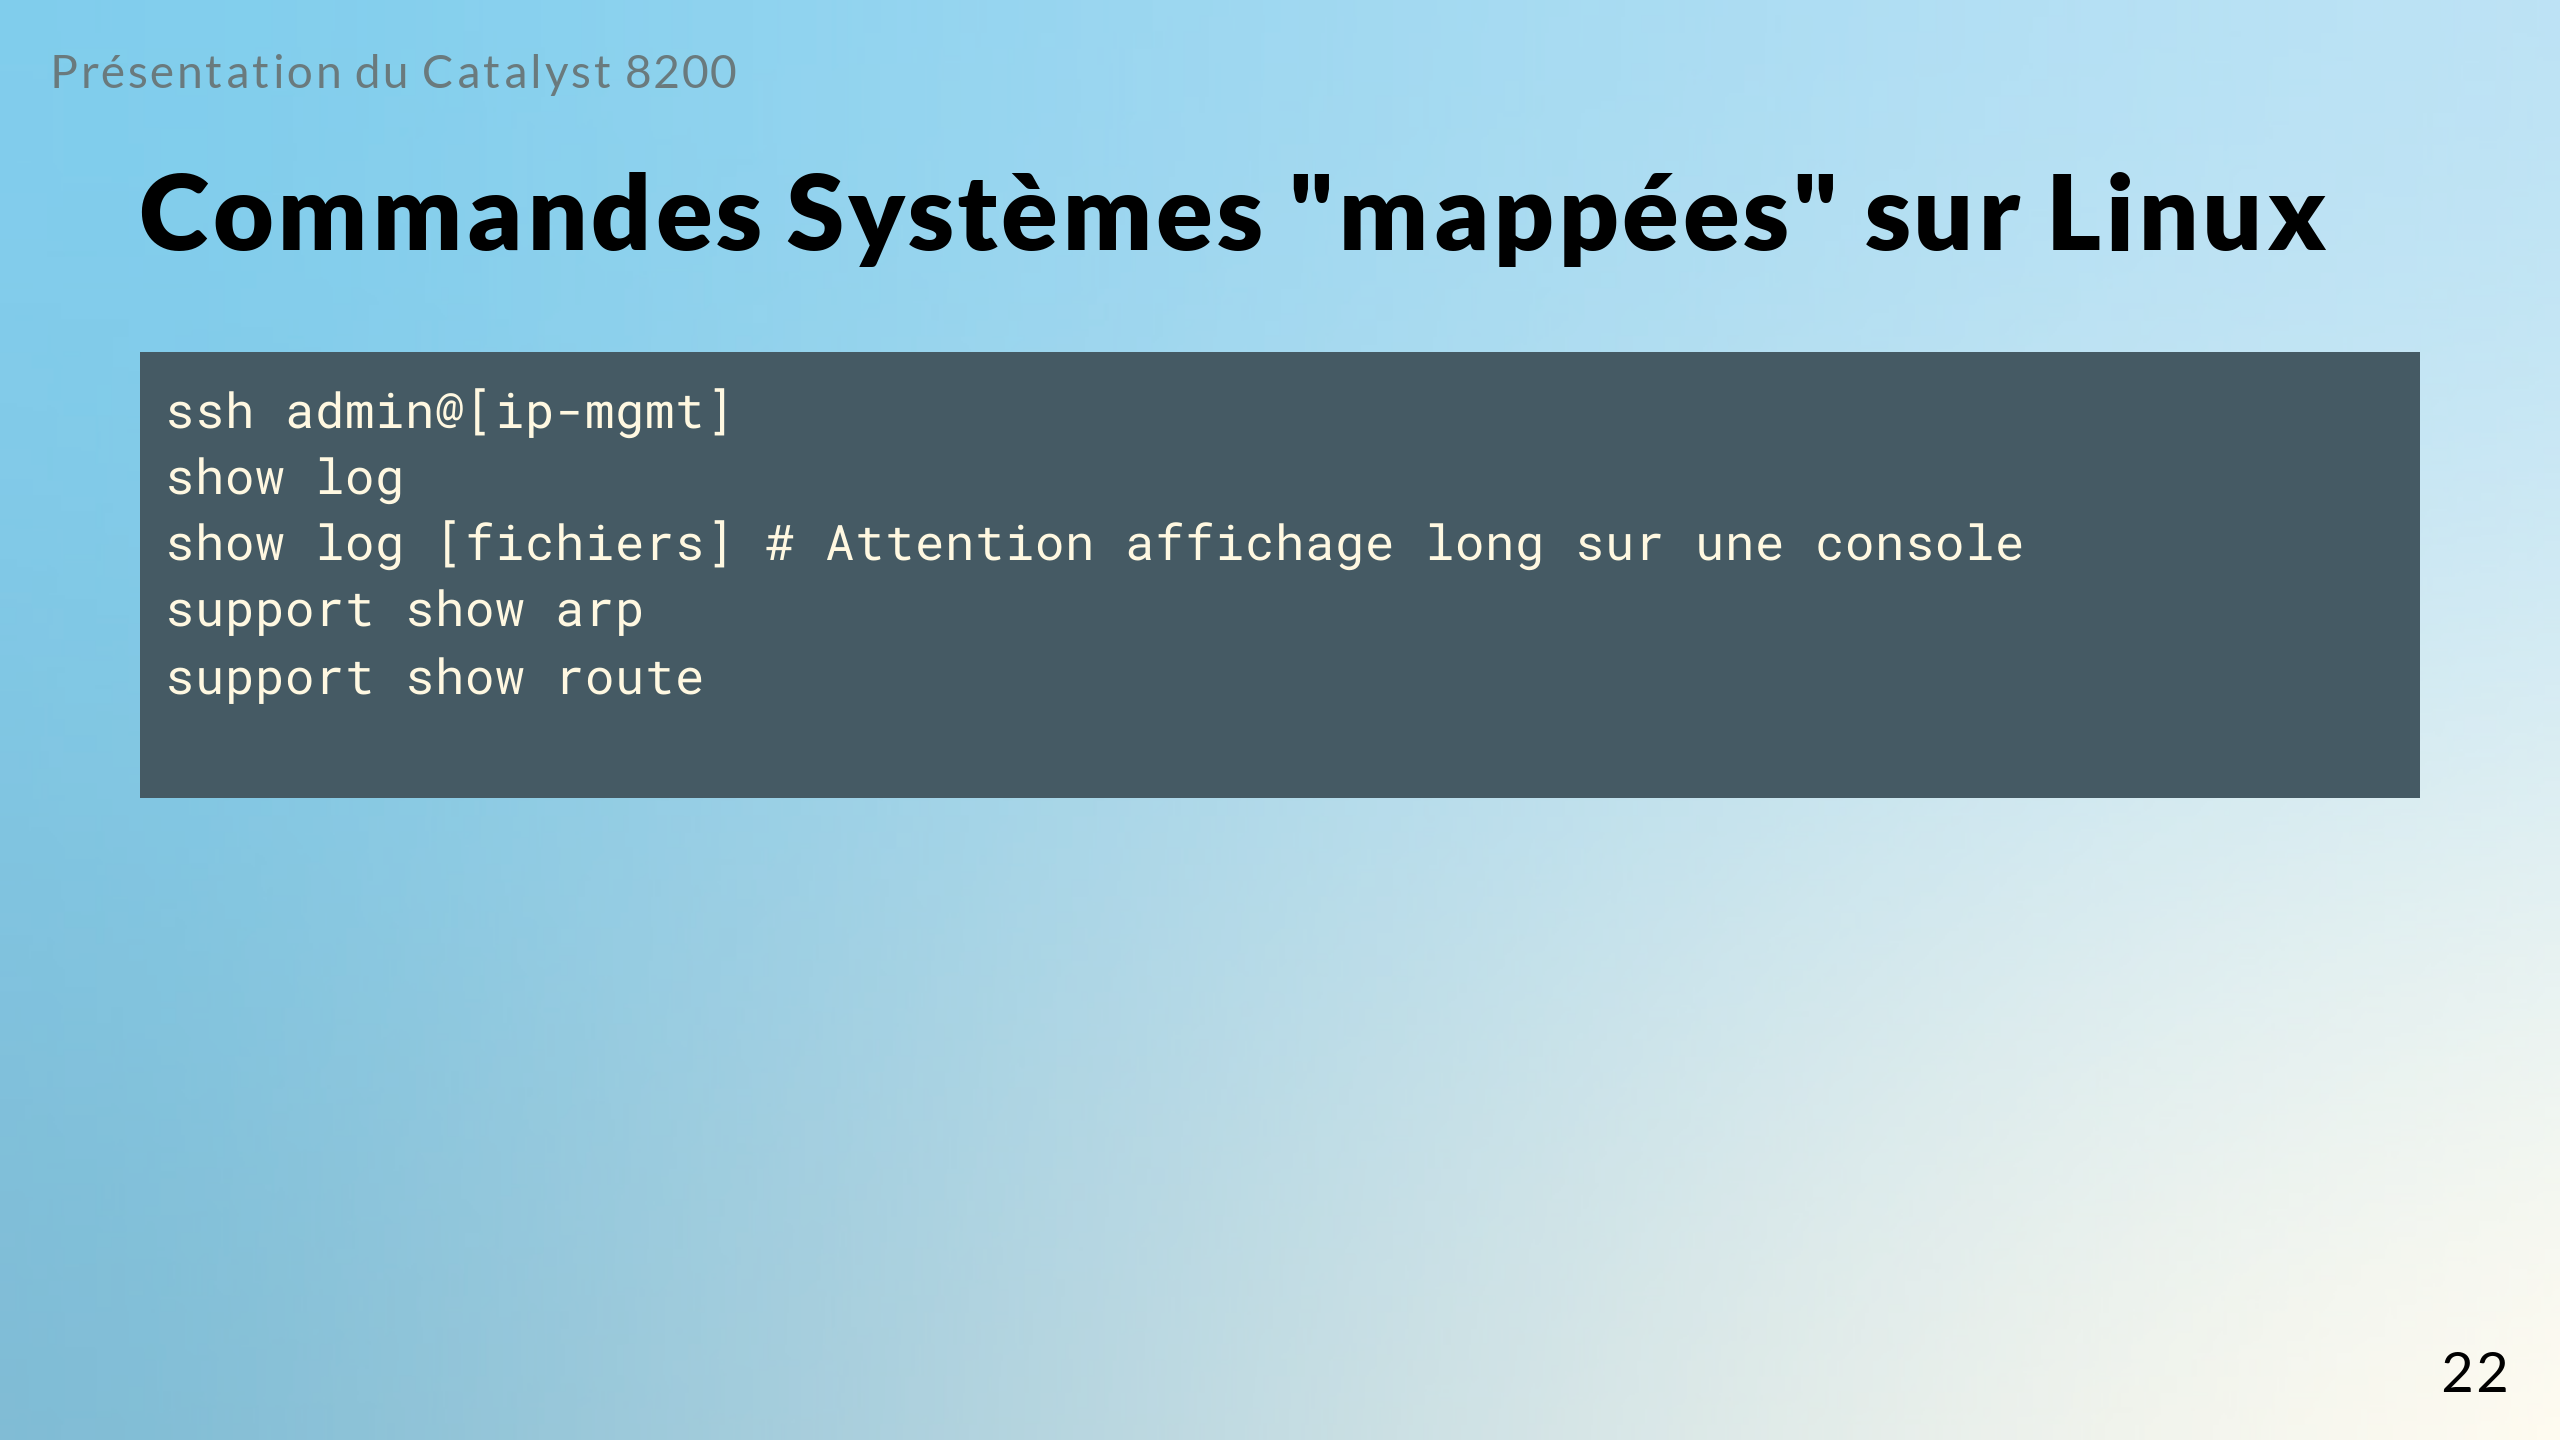 Présentation du Catalyst 8200
Commandes Systèmes "mappées" sur Linux
ssh admin@[ip-mgmt]
show log
show log [fichiers] # Attention affichage long sur une console
support show arp
support show route
22